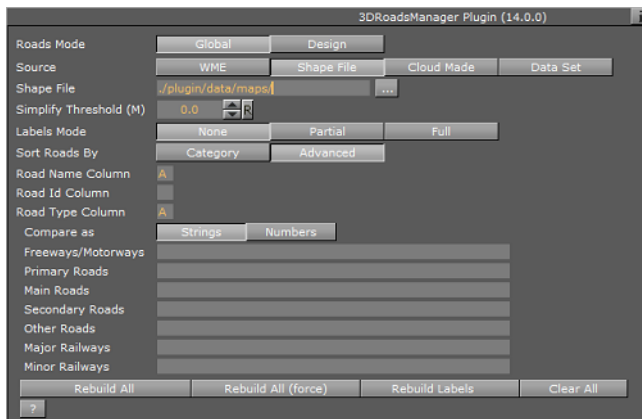 3DRoadsManager Plugin (14.0.0)
Roads Mode Global Design
Source WME Shape File Cloud Made Data Set
Shape File ./plugin/data/maps/ ...
Simplify Threshold (M) 0.0 R
Labels Mode None Partial Full
Sort Roads By Category Advanced
Road Name Column A
Road Id Column
Road Type Column A
Compare as Strings Numbers
Freeways/Motorways
Primary Roads
Main Roads
Secondary Roads
Other Roads
Major Railways
Minor Railways
Rebuild All Rebuild All (force) Rebuild Labels Clear All
?